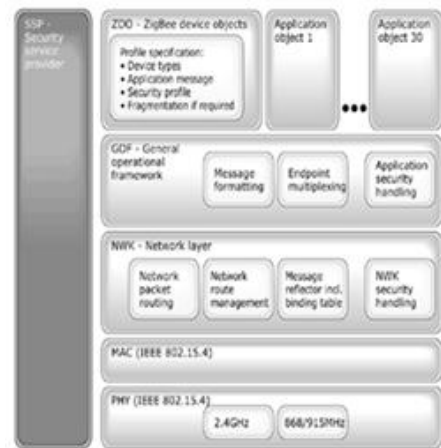 SSP -
Security
service
provider
ZDO - ZigBee device objects
Profile specification:
• Device types
• Application message
• Security profile
• Fragmentation if required
Application
object 1
•••
Application
object 30
GOF - General
operational
framework
Message
formatting
Endpoint
multiplexing
Application
security
handling
NWK - Network layer
Network
packet
routing
Network
route
management
Message
reflector incl.
binding table
NWK
security
handling
MAC (IEEE 802.15.4)
PHY (IEEE 802.15.4)
2.4GHz
868/915MHz